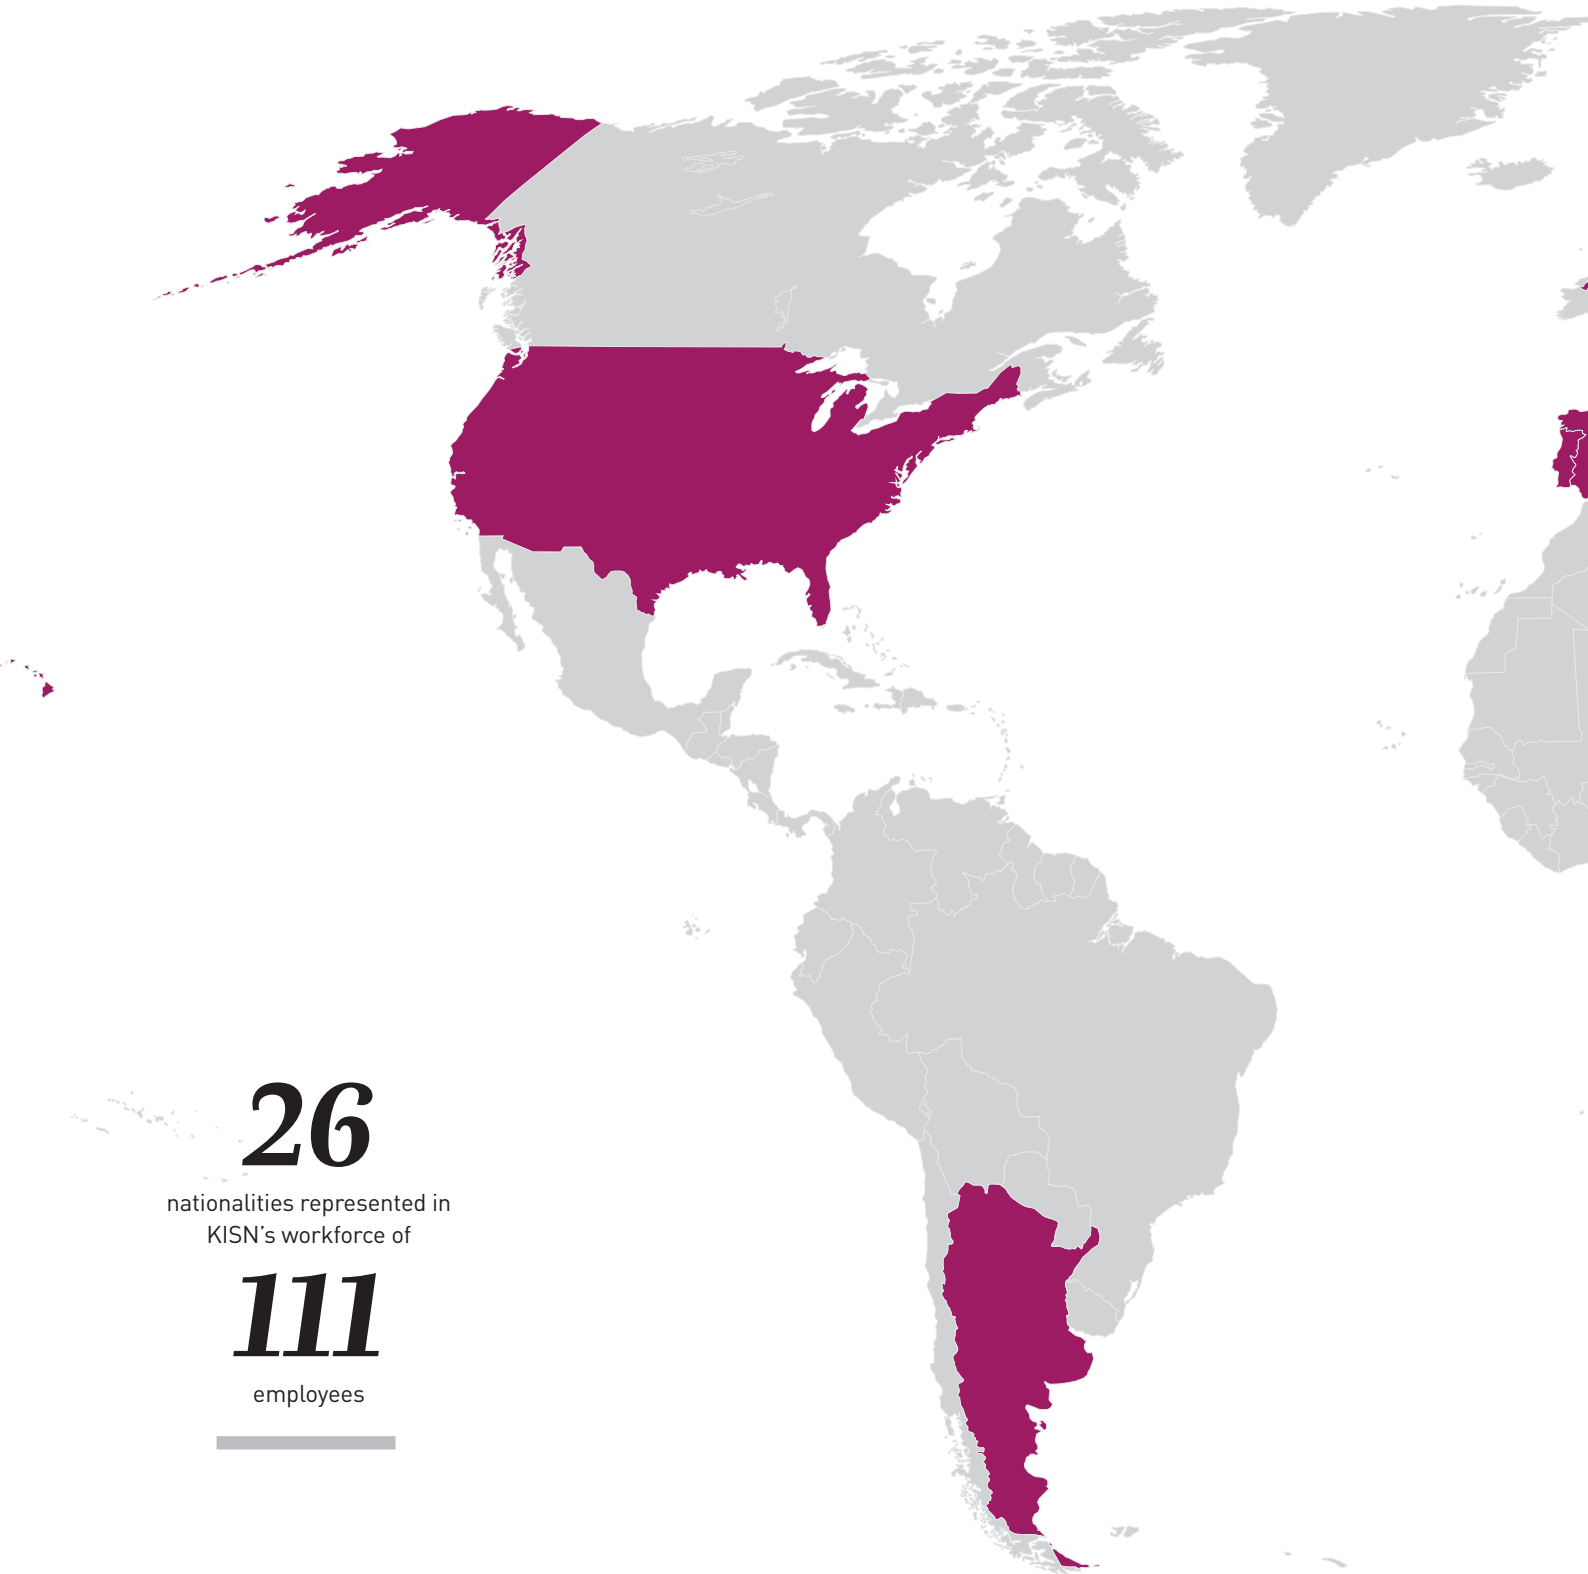 26
nationalities represented in
KISN’s workforce of
111
employees